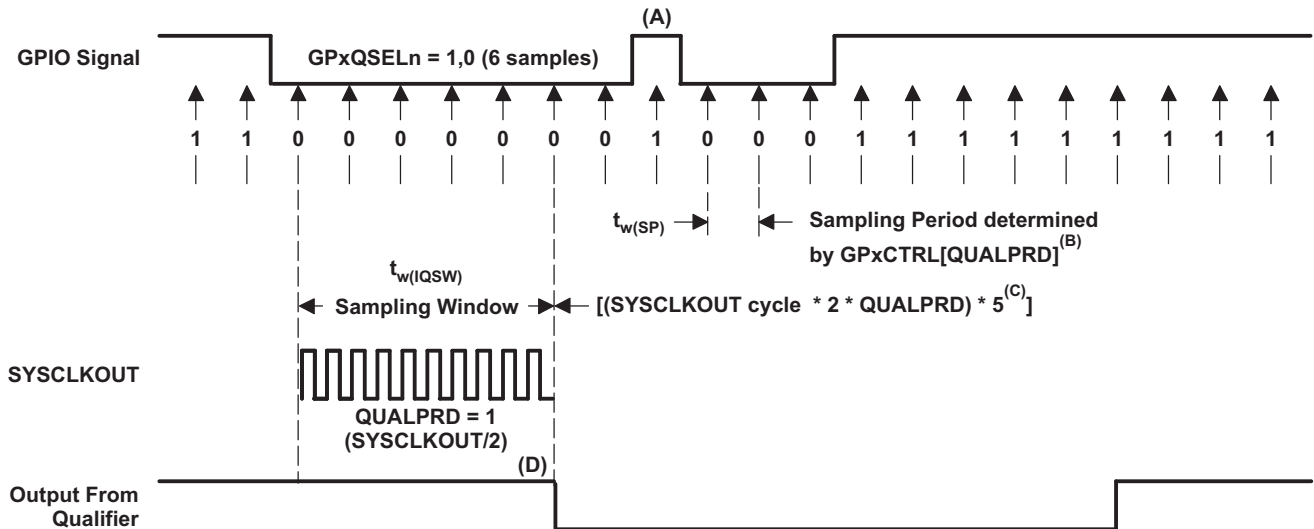 (A)
GPIO Signal
GPxQSELn = 1,0 (6 samples)
1 1 0 0 0 0 0 0 0 1 0 0 0 1 1 1 1 1 1 1 1 1
tw(SP)
Sampling Period determined
by GPxCTRL[QUALPRD](B)
tw(IQSW)
Sampling Window
[(SYSCLKOUT cycle * 2 * QUALPRD) * 5(C)]
SYSCLKOUT
QUALPRD = 1
(SYSCLKOUT/2)
(D)
Output From
Qualifier